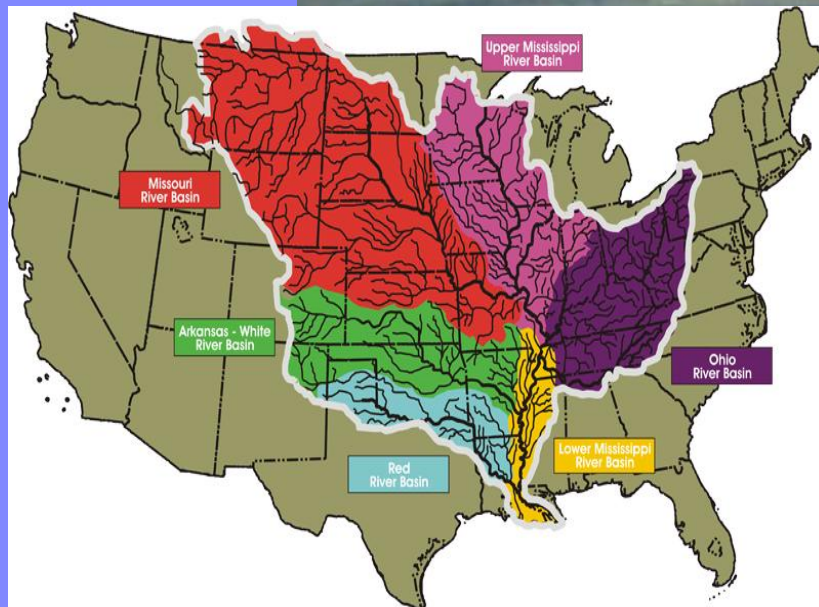 Upper Mississippi
River Basin
Missouri
River Basin
Arkansas - White
River Basin
Ohio
River Basin
Lower Mississippi
River Basin
Red
River Basin